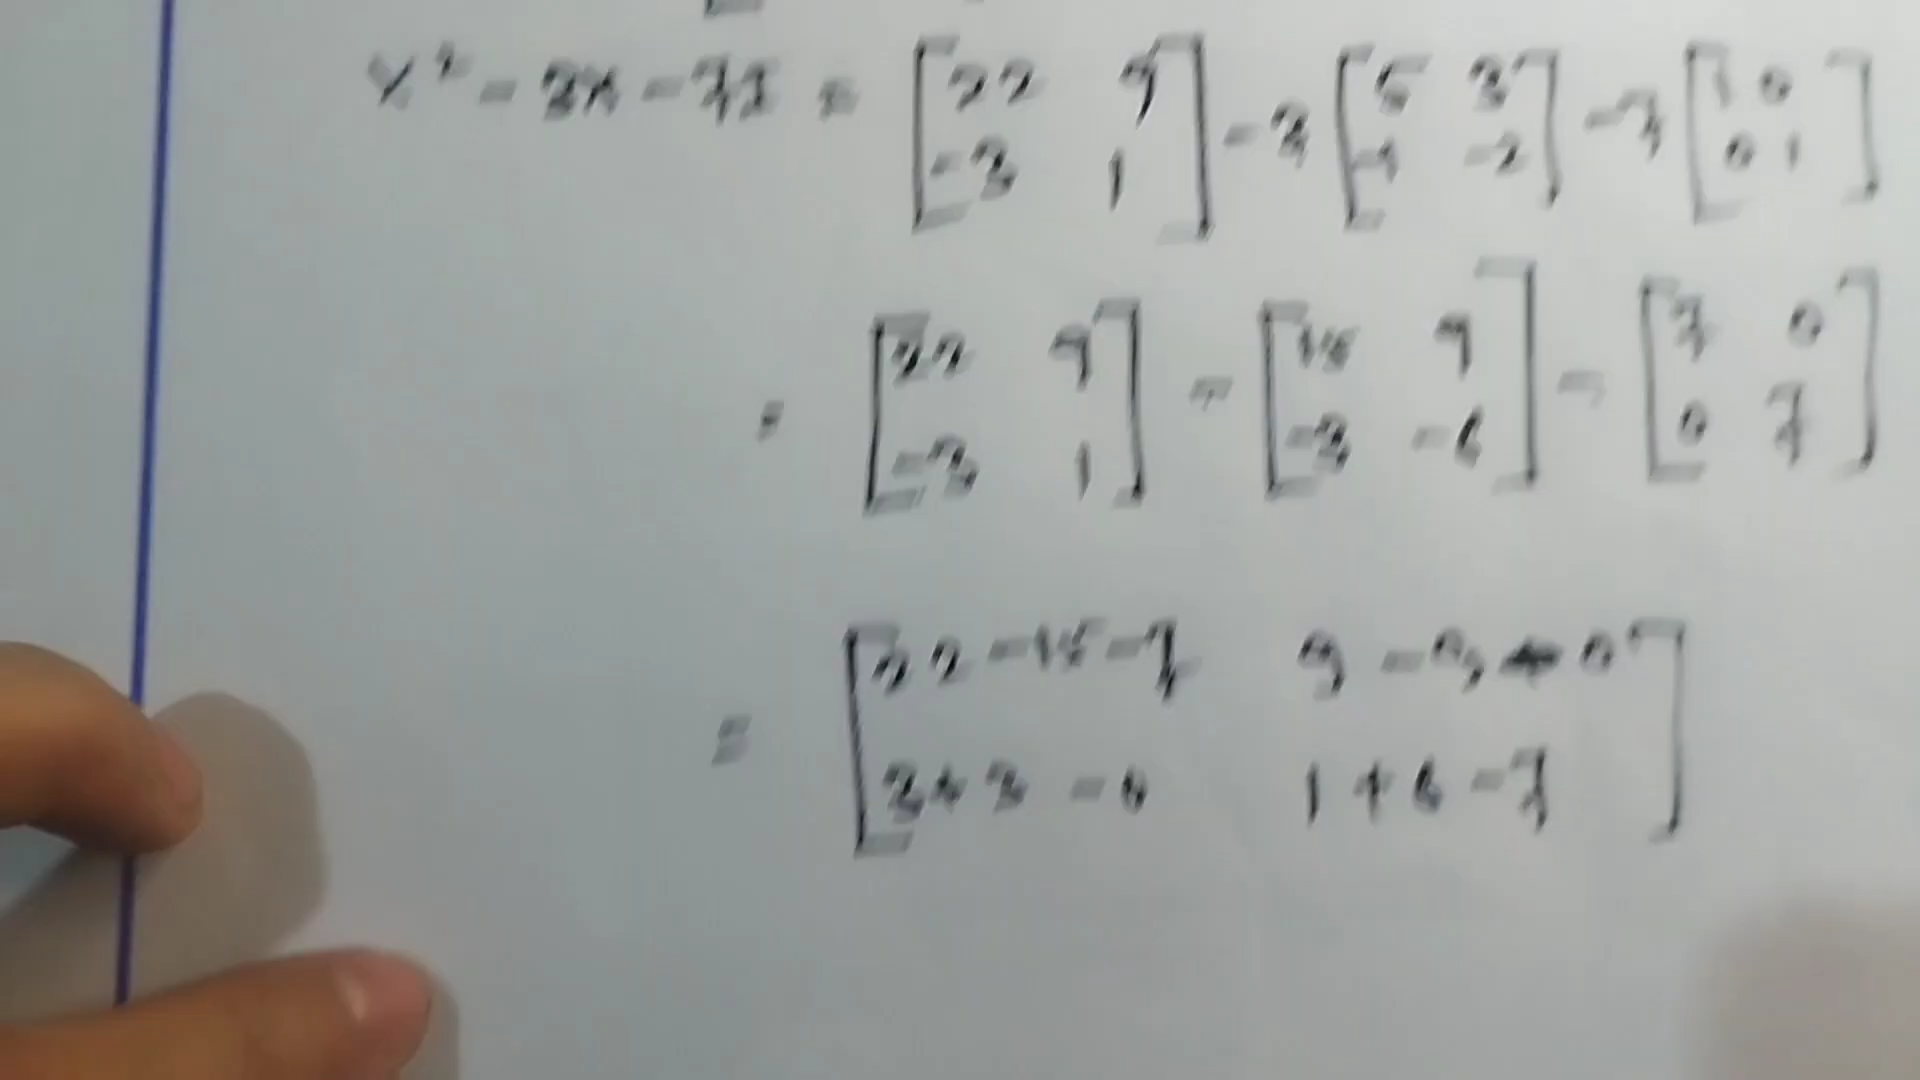 x² - 3x - 7I = [22 9 -3 1] - 3 [5 3 -1 -2] - 7 [1 0 0 1]
= [22 9 -3 1] - [15 9 -3 -6] - [7 0 0 7]
= [22-15-7 9-9-0 3+3-0 1+6-7]